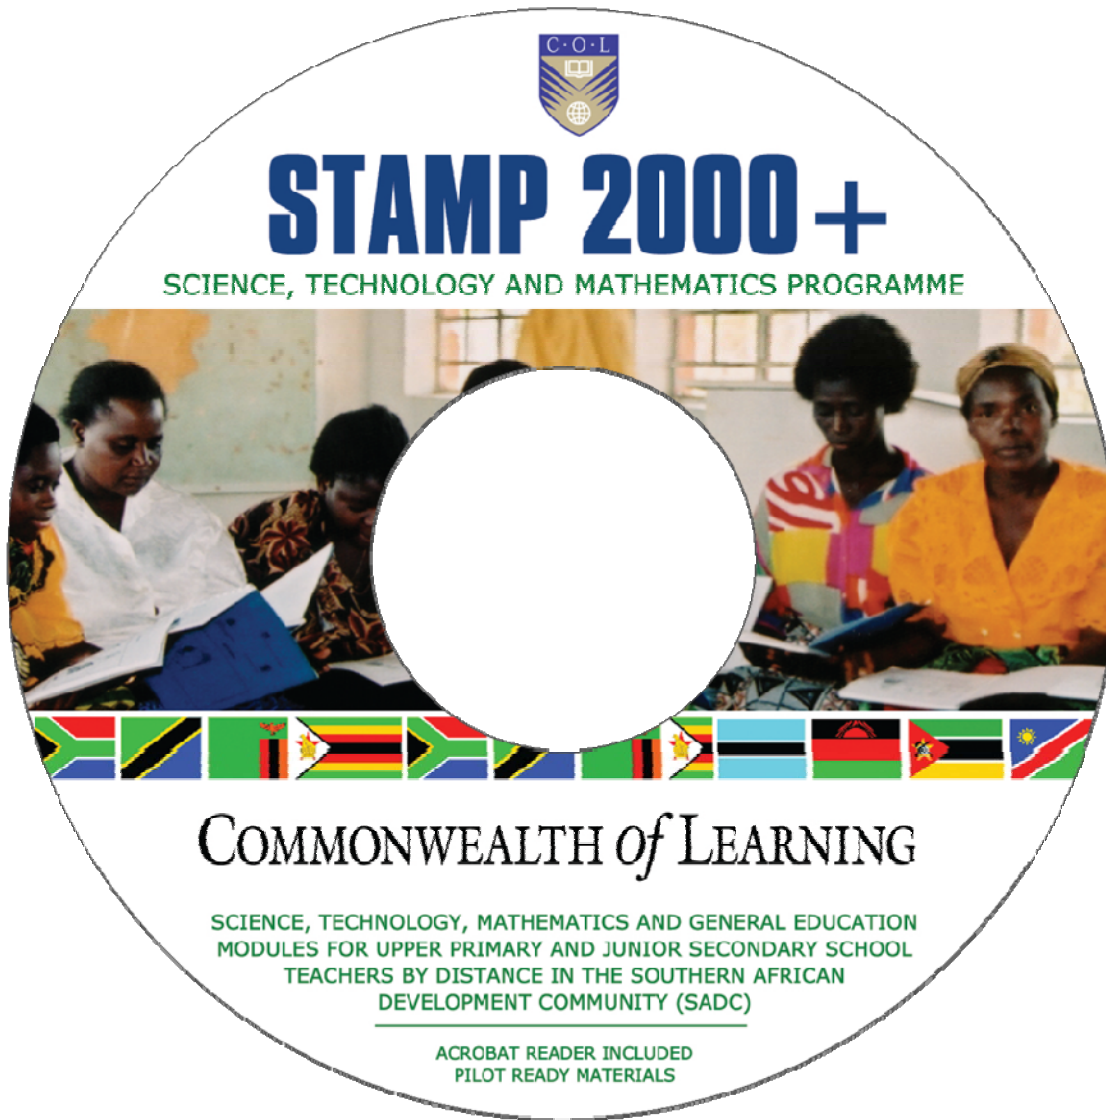 C·O·L
STAMP 2000+
SCIENCE, TECHNOLOGY AND MATHEMATICS PROGRAMME
COMMONWEALTH of LEARNING
SCIENCE, TECHNOLOGY, MATHEMATICS AND GENERAL EDUCATION
MODULES FOR UPPER PRIMARY AND JUNIOR SECONDARY SCHOOL
TEACHERS BY DISTANCE IN THE SOUTHERN AFRICAN
DEVELOPMENT COMMUNITY (SADC)
ACROBAT READER INCLUDED
PILOT READY MATERIALS